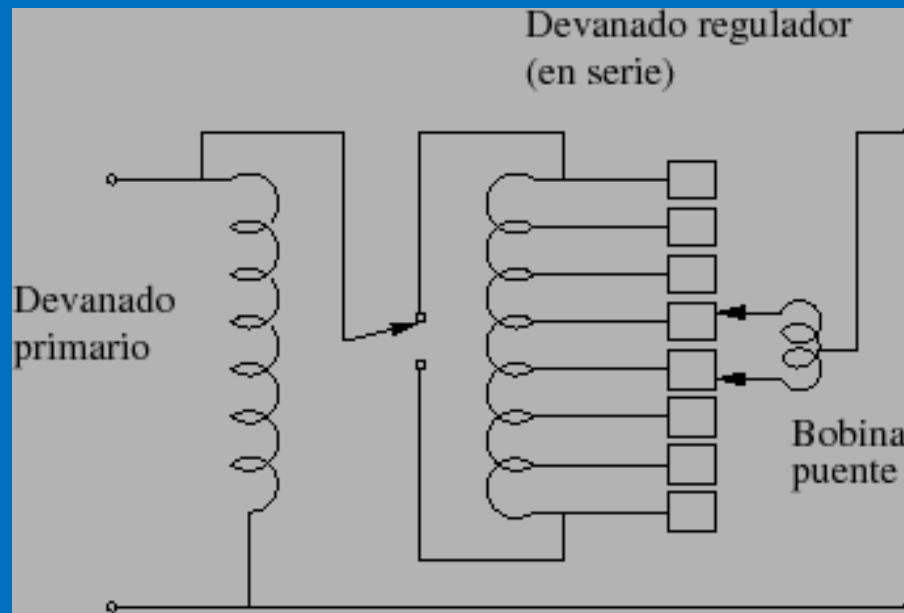 Devanado regulador
(en serie)
Devanado
primario
Bobina
puente